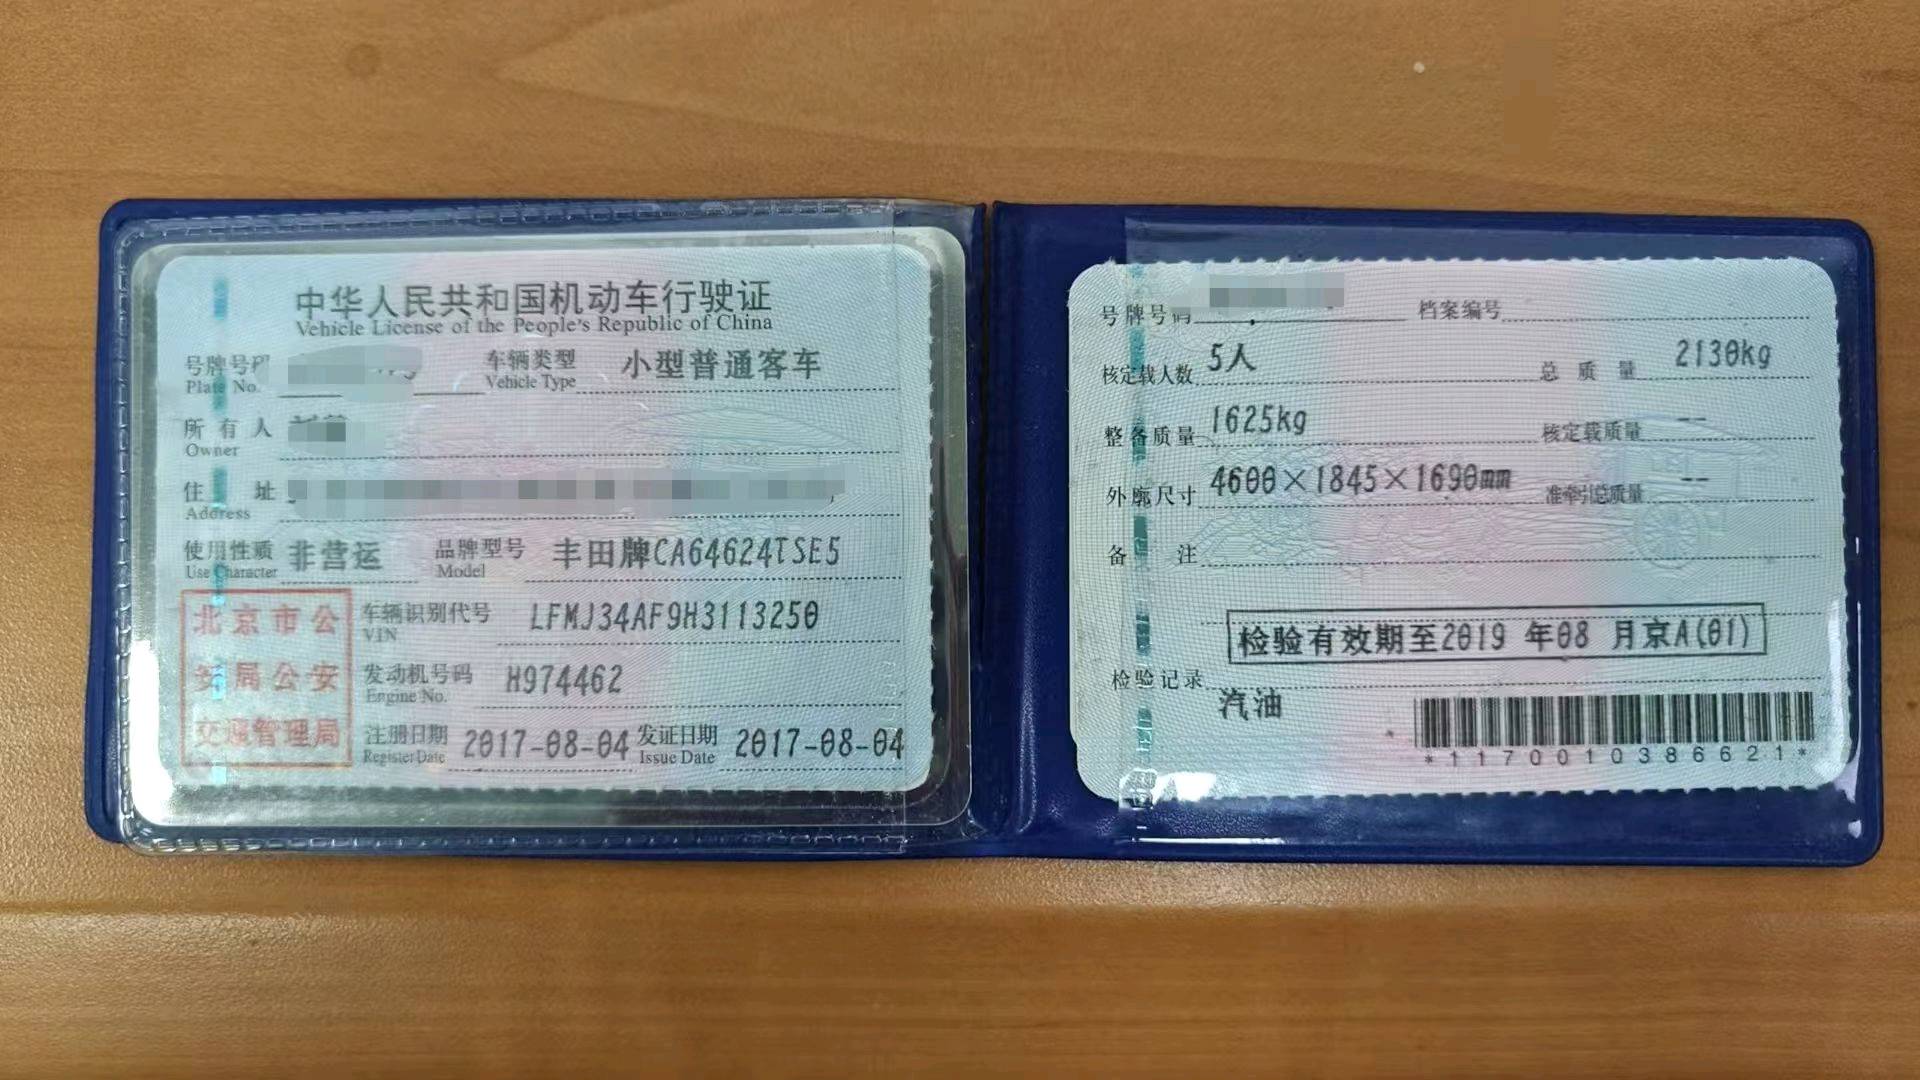 中华人民共和国机动车行驶证
Vehicle License of the People's Republic of China
号牌号码 车辆类型 小型普通客车
Plate No. Vehicle Type
所有人
Owner
住址
Address
使用性质 非营运 品牌型号 丰田牌CA64624TSE5
Use Character Model
北京市公
安局公安
交通管理局
车辆识别代号 LFMJ34AF9H3113250
VIN
发动机号码 H974462
Engine No.
注册日期 2017-08-04 发证日期 2017-08-04
Register Date Issue Date
号牌号码 档案编号
核定载人数 5人 总质量 2130kg
整备质量 1625kg 核定载质量 --
外廓尺寸 4600×1845×1690mm 准牵引总质量 --
备注
检验有效期至2019 年08 月京A(01)
检验记录
汽油
*1170010386621*